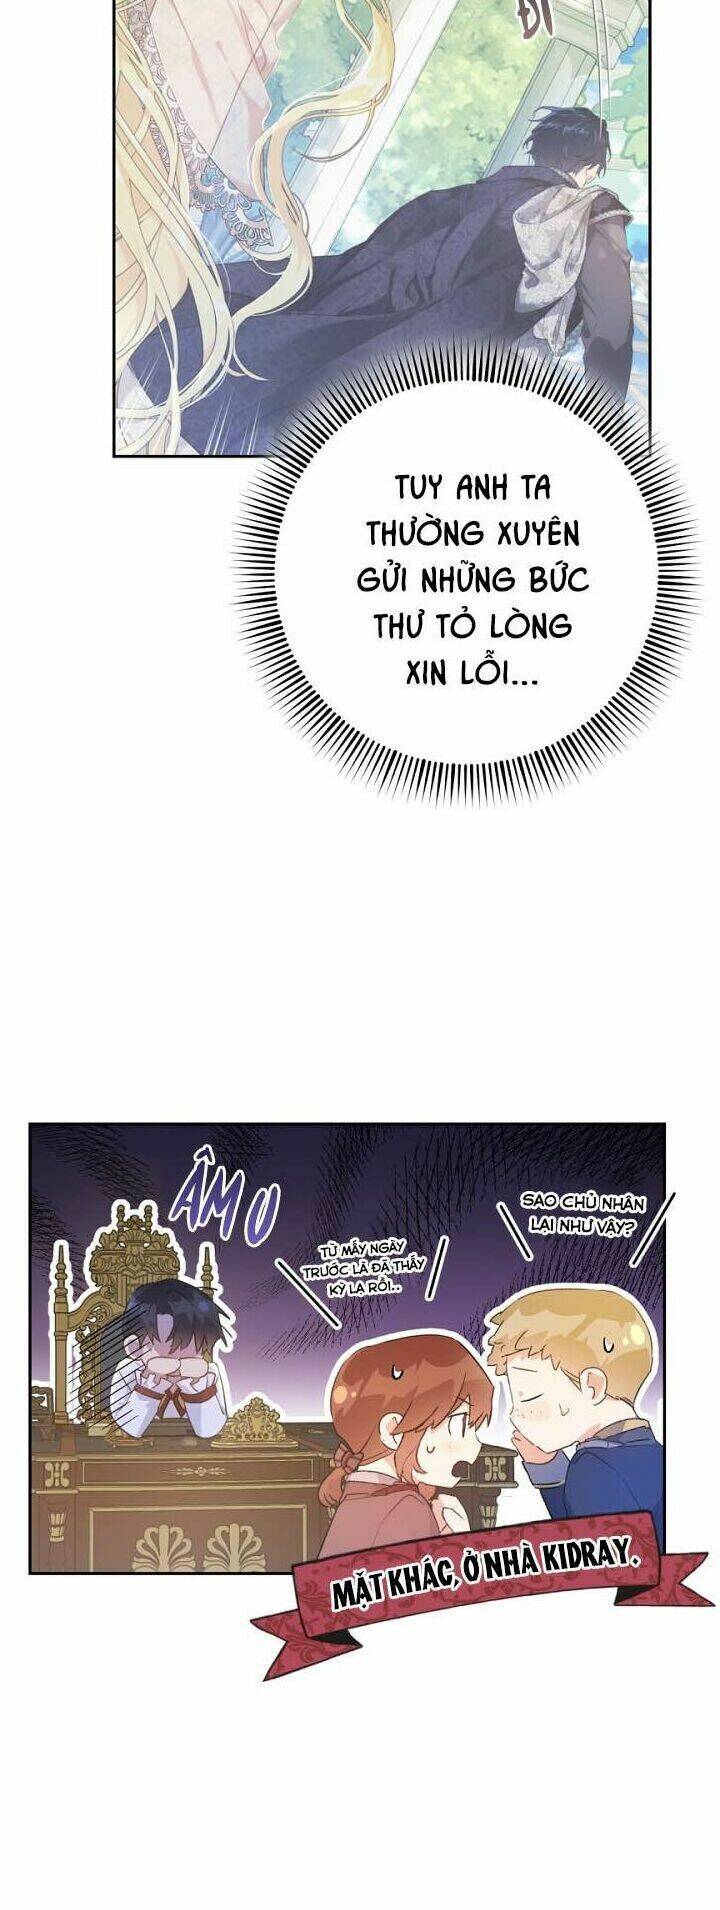 ĐI
TUY ANH TA
THƯỜNG XUYÊN
GỬI NHỮNG BỨC
THƯ TỎ LÒNG
XIN LỖI...
ÂM U
SAO CHỦ NHÂN
LẠI NHƯ VẬY?
TỪ MẤY NGÀY
TRƯỚC LÀ ĐÃ THẤY
KỲ LẠ RỒI..
MẶT KHÁC, Ở NHÀ KIDRAY.